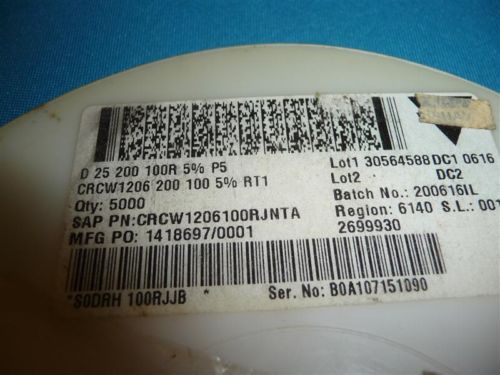 D 25 200 100R 5% P5
CRCW1206 200 100 5% RT1
Qty: 5000
SAP PN:CRCW1206100RJNTA
MFG PO: 1418697/0001
Lot1 30564588 DC1 0616
Lot2 DC2
Batch No.: 200616IL
Region: 6140 S.L.: 001
2699930
*S0DRH 100RJJB *
Ser. No: B0A107151090